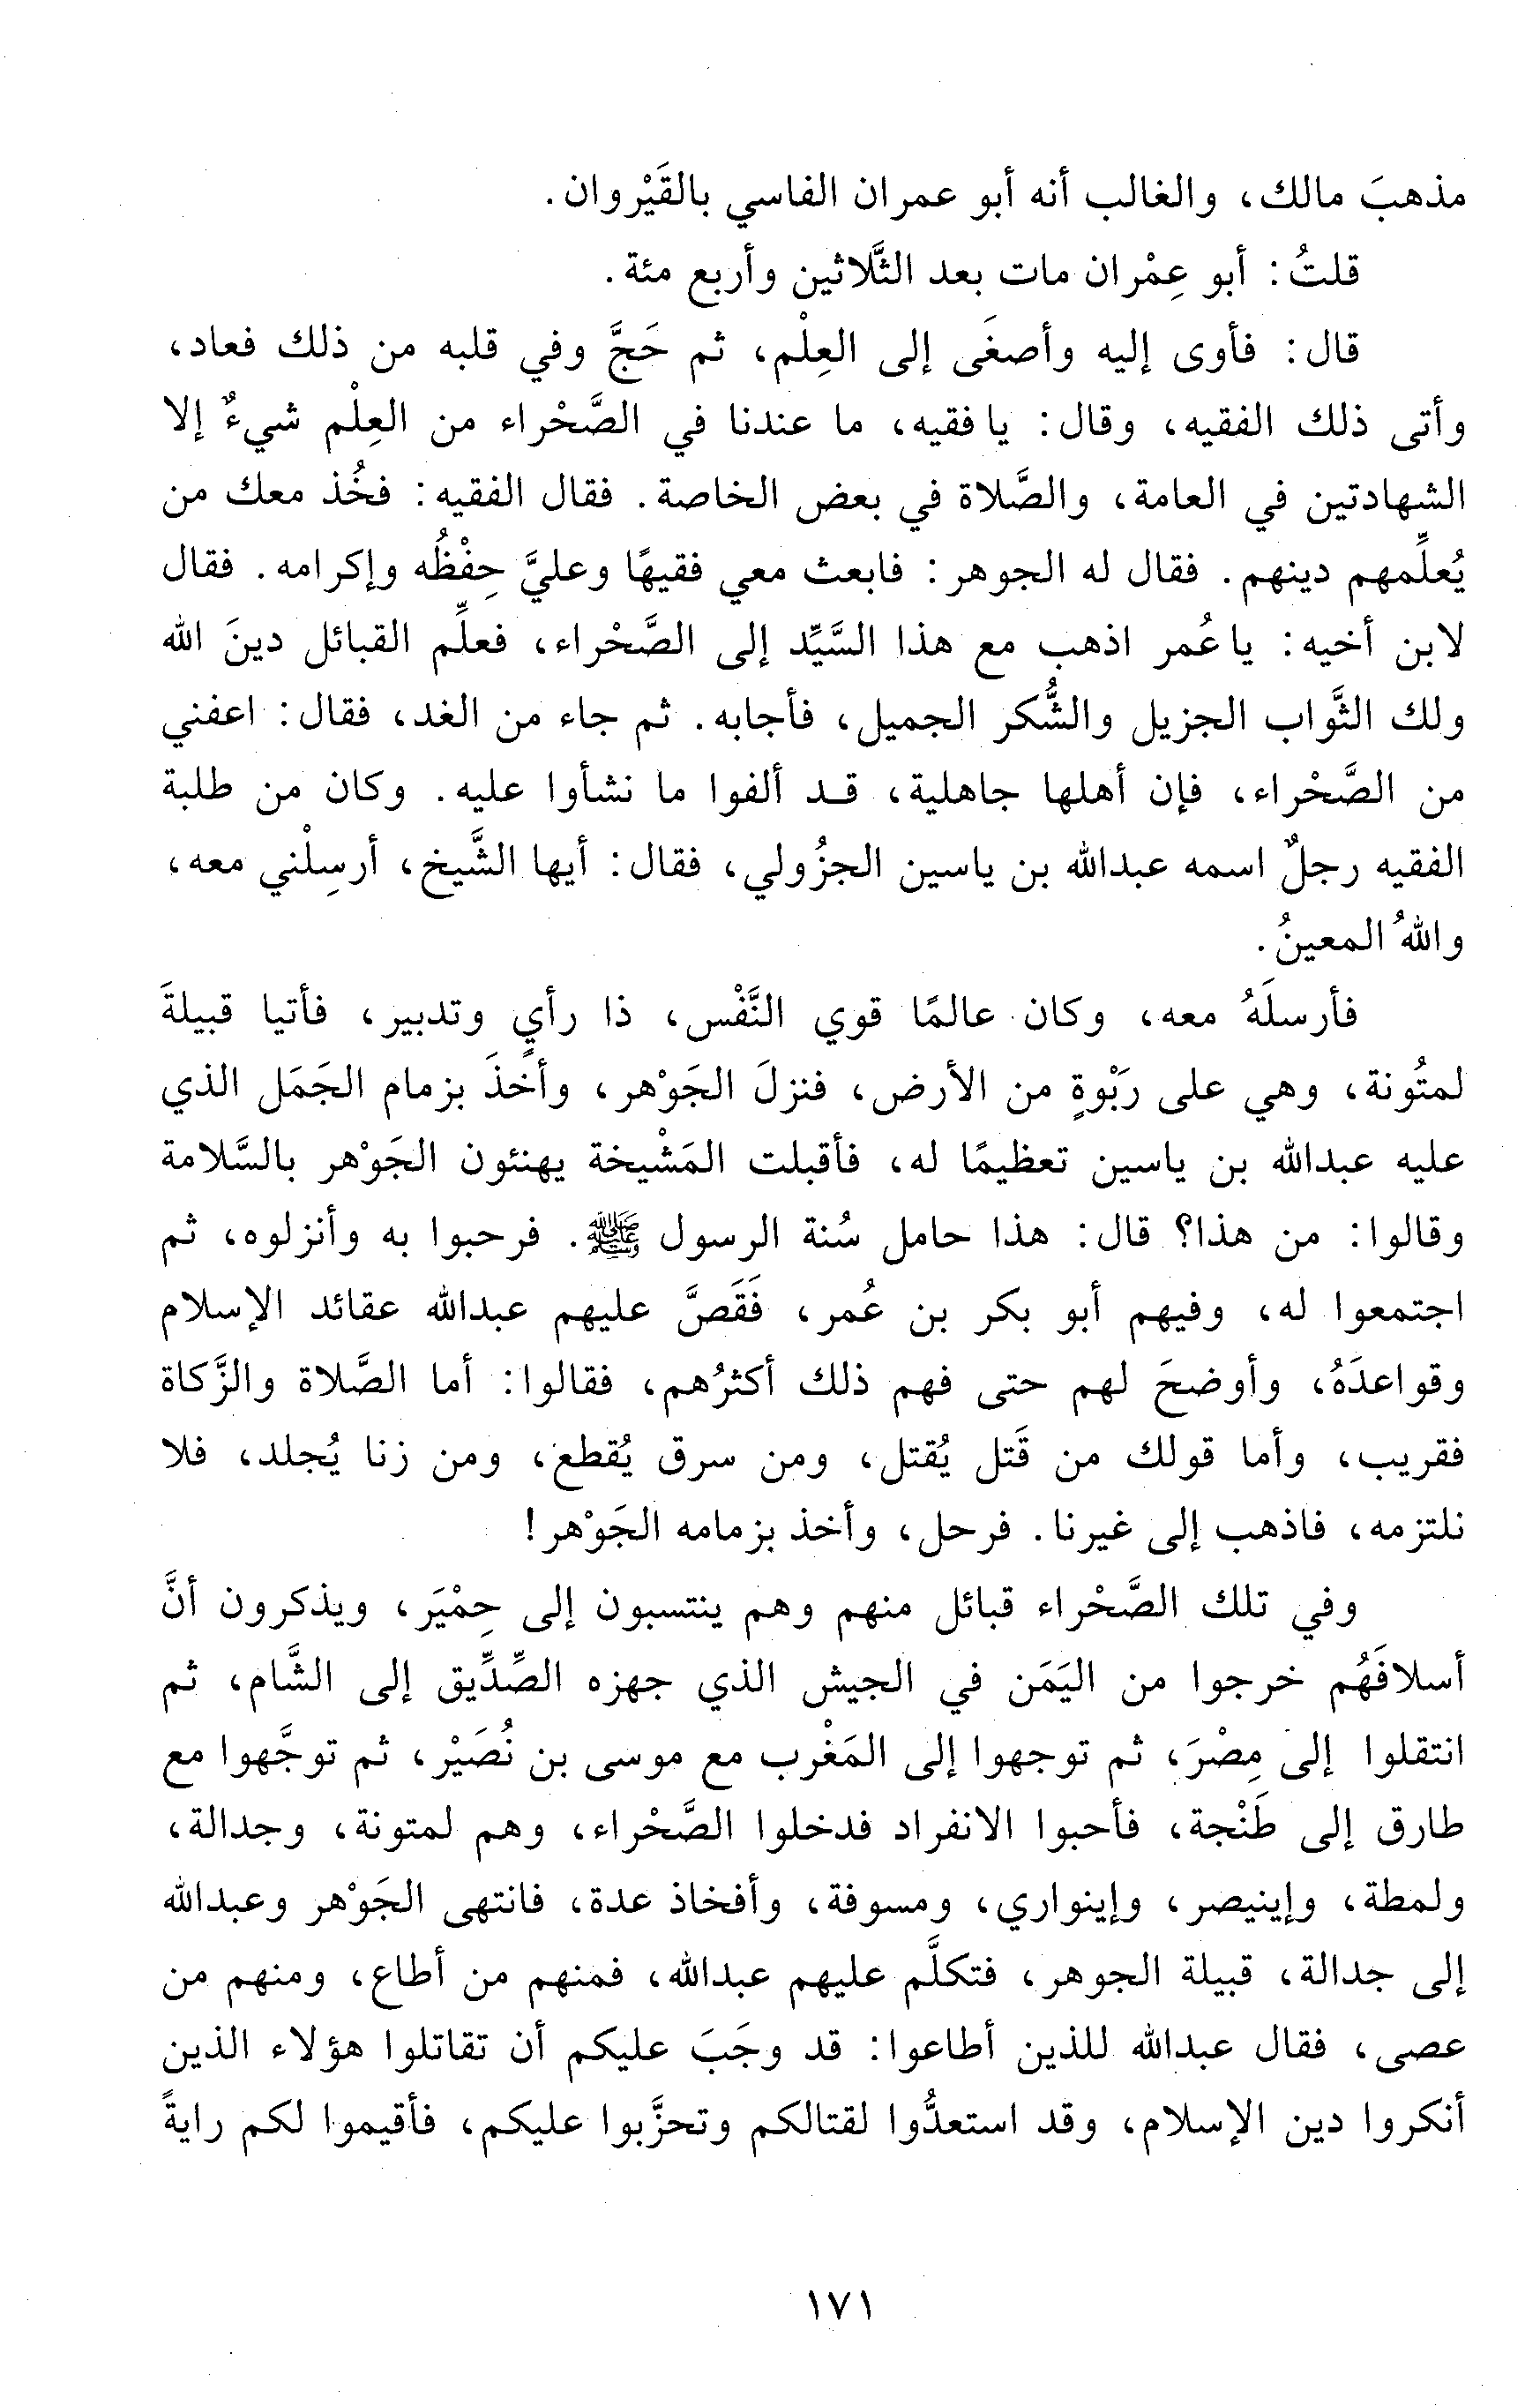 مذهبَ مالك، والغالب أنه أبو عمران الفاسي بالقَيْروان.
قلتُ: أبو عِمْران مات بعد الثَّلاثين وأربع مئة.
قال: فأوى إليه وأصغَى إلى العِلْم، ثم حَجَّ وفي قلبه من ذلك فعاد،
وأتى ذلك الفقيه، وقال: يا فقيه، ما عندنا في الصَّحْراء من العِلْم شيءٌ إلا
الشهادتين في العامة، والصَّلاة في بعض الخاصة. فقال الفقيه: فخُذ معك من
يُعلِّمهم دينهم. فقال له الجوهر: فابعث معي فقيهًا وعليَّ حِفْظُه وإكرامه. فقال
لابن أخيه: يا عُمر اذهب مع هذا السَّيِّد إلى الصَّحْراء، فعلِّم القبائل دينَ الله
ولك الثَّواب الجزيل والشُّكر الجميل، فأجابه. ثم جاء من الغد، فقال: اعفني
من الصَّحْراء، فإن أهلها جاهلية، قد ألفوا ما نشأوا عليه. وكان من طلبة
الفقيه رجلٌ اسمه عبدالله بن ياسين الجزُولي، فقال: أيها الشَّيخ، أرسِلْني معه،
واللهُ المعينُ.
فأرسلَهُ معه، وكان عالمًا قوي النَّفْس، ذا رأيٍ وتدبير، فأتيا قبيلةَ
لمتُونة، وهي على رَبْوةٍ من الأرض، فنزلَ الجَوْهر، وأخذَ بزمام الجَمَل الذي
عليه عبدالله بن ياسين تعظيمًا له، فأقبلت المَشْيخة يهنئون الجَوْهر بالسَّلامة
وقالوا: من هذا؟ قال: هذا حامل سُنة الرسول ﷺ. فرحبوا به وأنزلوه، ثم
اجتمعوا له، وفيهم أبو بكر بن عُمر، فَقَصَّ عليهم عبدالله عقائد الإسلام
وقواعدَهُ، وأوضحَ لهم حتى فهم ذلك أكثرُهم، فقالوا: أما الصَّلاة والزَّكاة
فقريب، وأما قولك من قَتل يُقتل، ومن سرق يُقطع، ومن زنا يُجلد، فلا
نلتزمه، فاذهب إلى غيرنا. فرحل، وأخذ بزمامه الجَوْهر!
وفي تلك الصَّحْراء قبائل منهم وهم ينتسبون إلى حِمْيَر، ويذكرون أنَّ
أسلافَهُم خرجوا من اليَمَن في الجيش الذي جهزه الصِّدِّيق إلى الشَّام، ثم
انتقلوا إلى مِصْرَ، ثم توجهوا إلى المَغْرب مع موسى بن نُصَيْر، ثم توجَّهوا مع
طارق إلى طَنْجة، فأحبوا الانفراد فدخلوا الصَّحْراء، وهم لمتونة، وجدالة،
ولمطة، وإينيصر، وإينواري، ومسوفة، وأفخاذ عدة، فانتهى الجَوْهر وعبدالله
إلى جدالة، قبيلة الجوهر، فتكلَّم عليهم عبدالله، فمنهم من أطاع، ومنهم من
عصى، فقال عبدالله للذين أطاعوا: قد وجَبَ عليكم أن تقاتلوا هؤلاء الذين
أنكروا دين الإسلام، وقد استعدُّوا لقتالكم وتحزَّبوا عليكم، فأقيموا لكم رايةً
١٧١